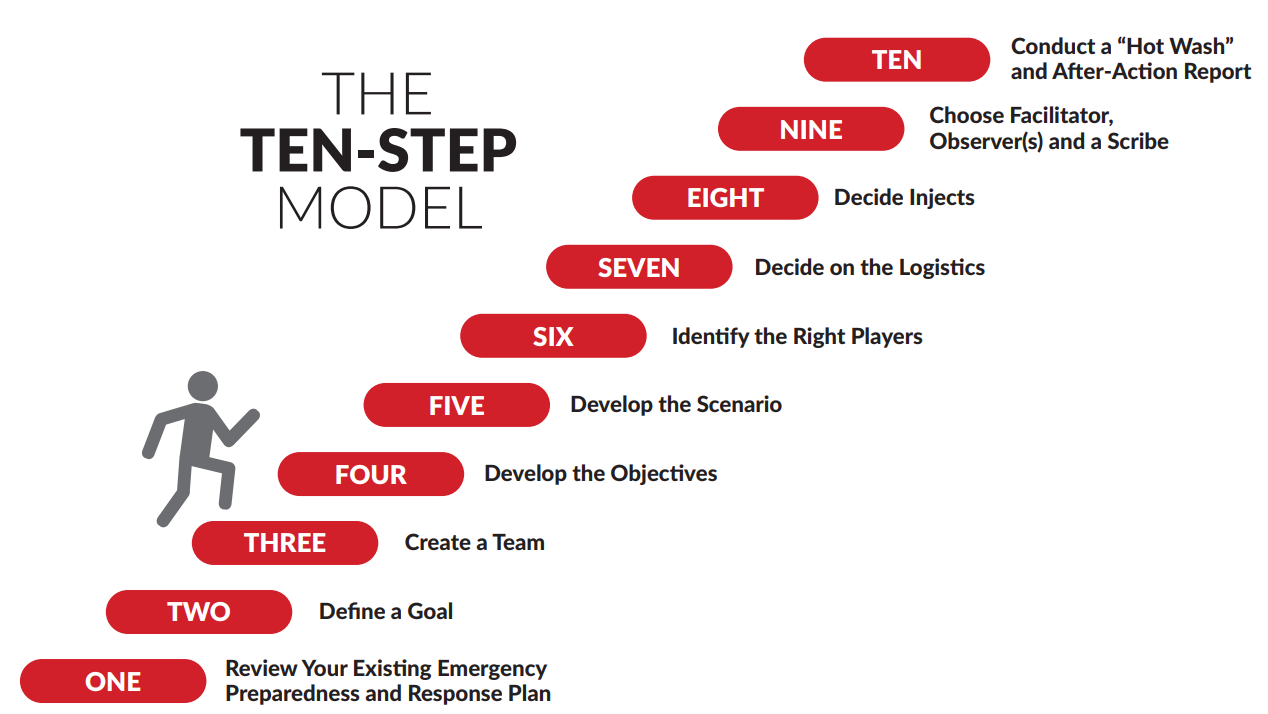 THE
TEN-STEP
MODEL
TEN
Conduct a “Hot Wash”
and After-Action Report
NINE
Choose Facilitator,
Observer(s) and a Scribe
EIGHT
Decide Injects
SEVEN
Decide on the Logistics
SIX
Identify the Right Players
FIVE
Develop the Scenario
FOUR
Develop the Objectives
THREE
Create a Team
TWO
Define a Goal
ONE
Review Your Existing Emergency
Preparedness and Response Plan